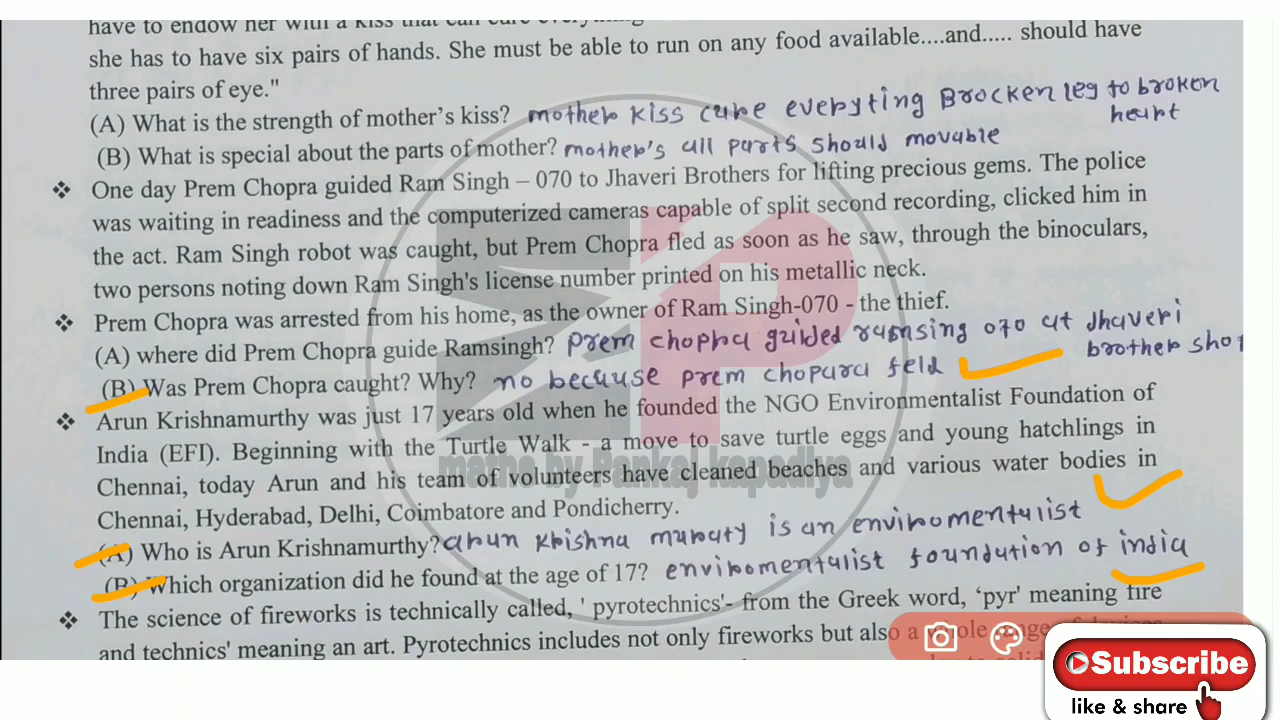 have to endow her with a kiss that can cure everything
she has to have six pairs of hands. She must be able to run on any food available....and..... should have
three pairs of eye."
(A) What is the strength of mother's kiss? mother kiss cure everyting Brocken leg to broken
heart
(B) What is special about the parts of mother? mother's all parts should movable
❖ One day Prem Chopra guided Ram Singh – 070 to Jhaveri Brothers for lifting precious gems. The police
was waiting in readiness and the computerized cameras capable of split second recording, clicked him in
the act. Ram Singh robot was caught, but Prem Chopra fled as soon as he saw, through the binoculars,
two persons noting down Ram Singh's license number printed on his metallic neck.
❖ Prem Chopra was arrested from his home, as the owner of Ram Singh-070 - the thief.
(A) where did Prem Chopra guide Ramsingh? Prem choppa guided ramsing 070 at Jhaveri
brother shop
(B) Was Prem Chopra caught? Why? no because prem chopara feld
❖ Arun Krishnamurthy was just 17 years old when he founded the NGO Environmentalist Foundation of
India (EFI). Beginning with the Turtle Walk - a move to save turtle eggs and young hatchlings in
Chennai, today Arun and his team of volunteers have cleaned beaches and various water bodies in
Chennai, Hyderabad, Delhi, Coimbatore and Pondicherry.
(A) Who is Arun Krishnamurthy? arun krishna muraty is an enviromentalist
(B) Which organization did he found at the age of 17? enviromentalist foundation of india
❖ The science of fireworks is technically called, ' pyrotechnics'- from the Greek word, 'pyr' meaning fire
and technics' meaning an art. Pyrotechnics includes not only fireworks but also a whole range
maths by Pankaj kapadiya
Subscribe
like & share